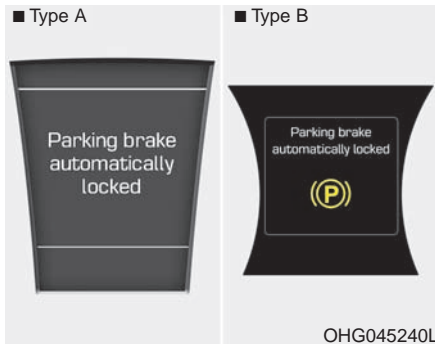 ■ Type A
■ Type B
Parking brake
automatically
locked
Parking brake
automatically locked
(P)
OHG045240L